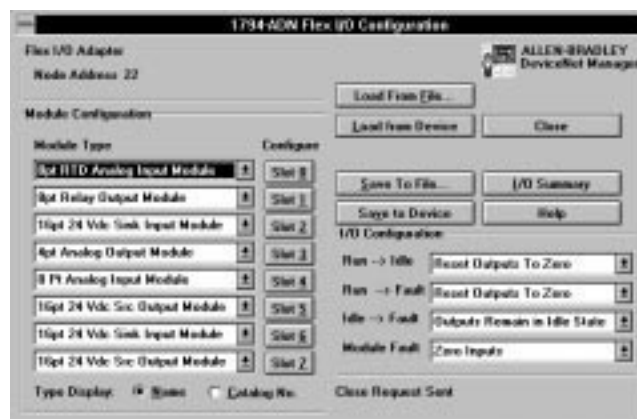 1794-ADN Flex I/O Configuration
Flex I/O Adapter
Node Address 22
ALLEN-BRADLEY
DeviceNet Manager
Load From File...
Load from Device
Close
Module Configuration
Module Type
Configure
8pt RTD Analog Input Module
Slot 0
8pt Relay Output Module
Slot 1
16pt 24 Vdc Sink Input Module
Slot 2
4pt Analog Output Module
Slot 3
8 Pt Analog Input Module
Slot 4
16pt 24 Vdc Src Output Module
Slot 5
16pt 24 Vdc Sink Input Module
Slot 6
16pt 24 Vdc Src Output Module
Slot 7
Type Display:
Name
Catalog No.
Save To File...
I/O Summary
Save to Device
Help
I/O Configuration
Run -> Idle
Reset Outputs To Zero
Run -> Fault
Reset Outputs To Zero
Idle -> Fault
Outputs Remain in Idle State
Module Fault
Zero Inputs
Close Request Sent